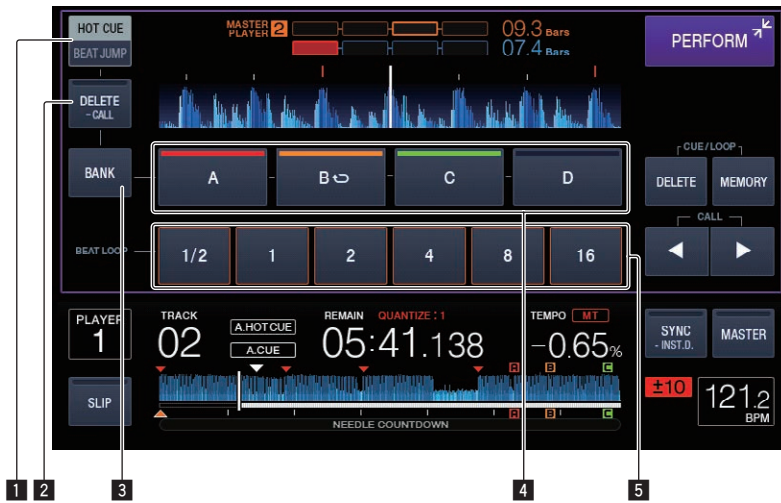 HOT CUE
BEAT JUMP
MASTER
PLAYER 2
09.3 Bars
07.4 Bars
PERFORM
DELETE
- CALL
BANK
A
B
C
D
CUE/LOOP
DELETE
MEMORY
CALL
BEAT LOOP
1/2
1
2
4
8
16
PLAYER
1
TRACK
02
A.HOT CUE
A.CUE
REMAIN
QUANTIZE : 1
05:41.138
TEMPO
MT
-0.65%
SYNC
- INST.D.
MASTER
A
B
C
SLIP
A
B
C
NEEDLE COUNTDOWN
±10
121.2
BPM
1
2
3
4
5